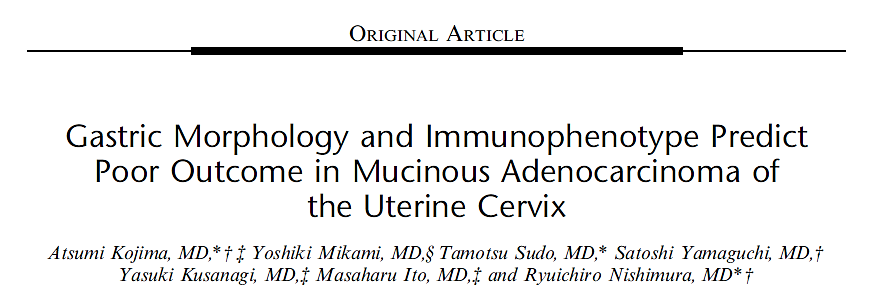 ORIGINAL ARTICLE
Gastric Morphology and Immunophenotype Predict
Poor Outcome in Mucinous Adenocarcinoma of
the Uterine Cervix
Atsumi Kojima, MD,*†‡ Yoshiki Mikami, MD,§ Tamotsu Sudo, MD,* Satoshi Yamaguchi, MD,†
Yasuki Kusanagi, MD,‡ Masaharu Ito, MD,‡ and Ryuichiro Nishimura, MD*†